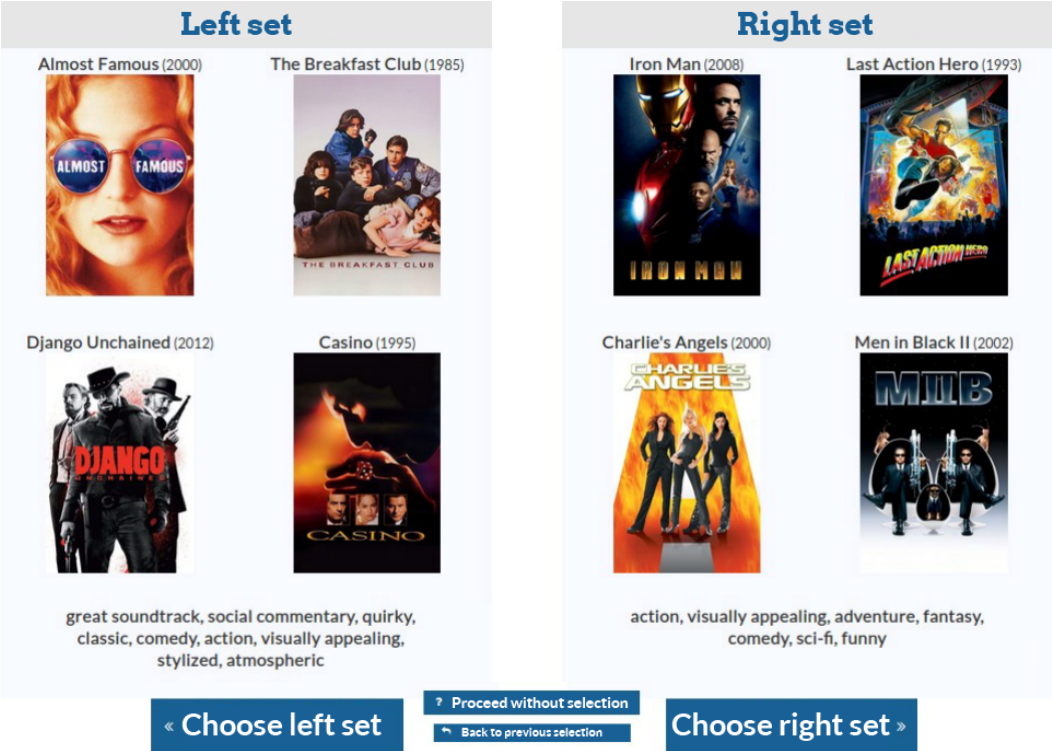 Left set
Almost Famous (2000)
The Breakfast Club (1985)
ALMOST FAMOUS
THE BREAKFAST CLUB
Django Unchained (2012)
Casino (1995)
DJANGO
UNCHAINED
CASINO
great soundtrack, social commentary, quirky,
classic, comedy, action, visually appealing,
stylized, atmospheric
Right set
Iron Man (2008)
Last Action Hero (1993)
IRON MAN
LAST ACTION HERO
Charlie's Angels (2000)
Men in Black II (2002)
CHARLIE'S
ANGELS
MIIB
action, visually appealing, adventure, fantasy,
comedy, sci-fi, funny
« Choose left set
? Proceed without selection
Back to previous selection
Choose right set »